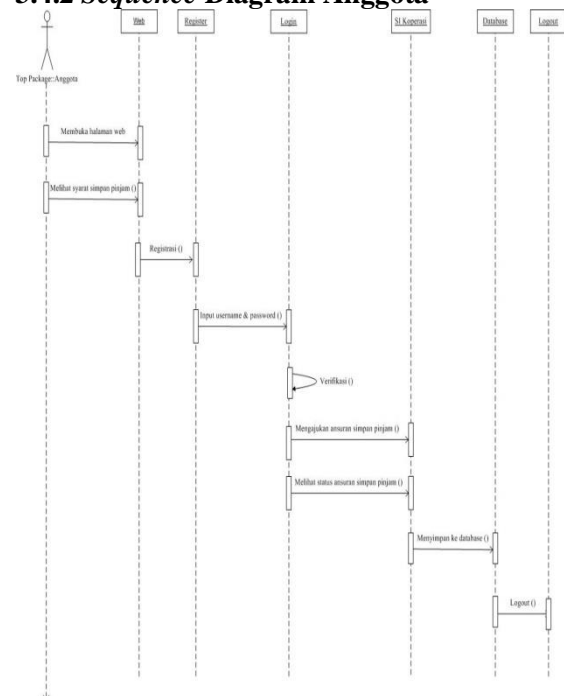 3.4.2 Sequence Diagram Anggota
Web
Register
Login
SI Koperasi
Database
Logout
Top Package::Anggota
Membuka halaman web
Melihat syarat simpan pinjam ()
Registrasi ()
Input username & password ()
Verifikasi ()
Mengajukan ansuran simpan pinjam ()
Melihat status ansuran simpan pinjam ()
Menyimpan ke database ()
Logout ()